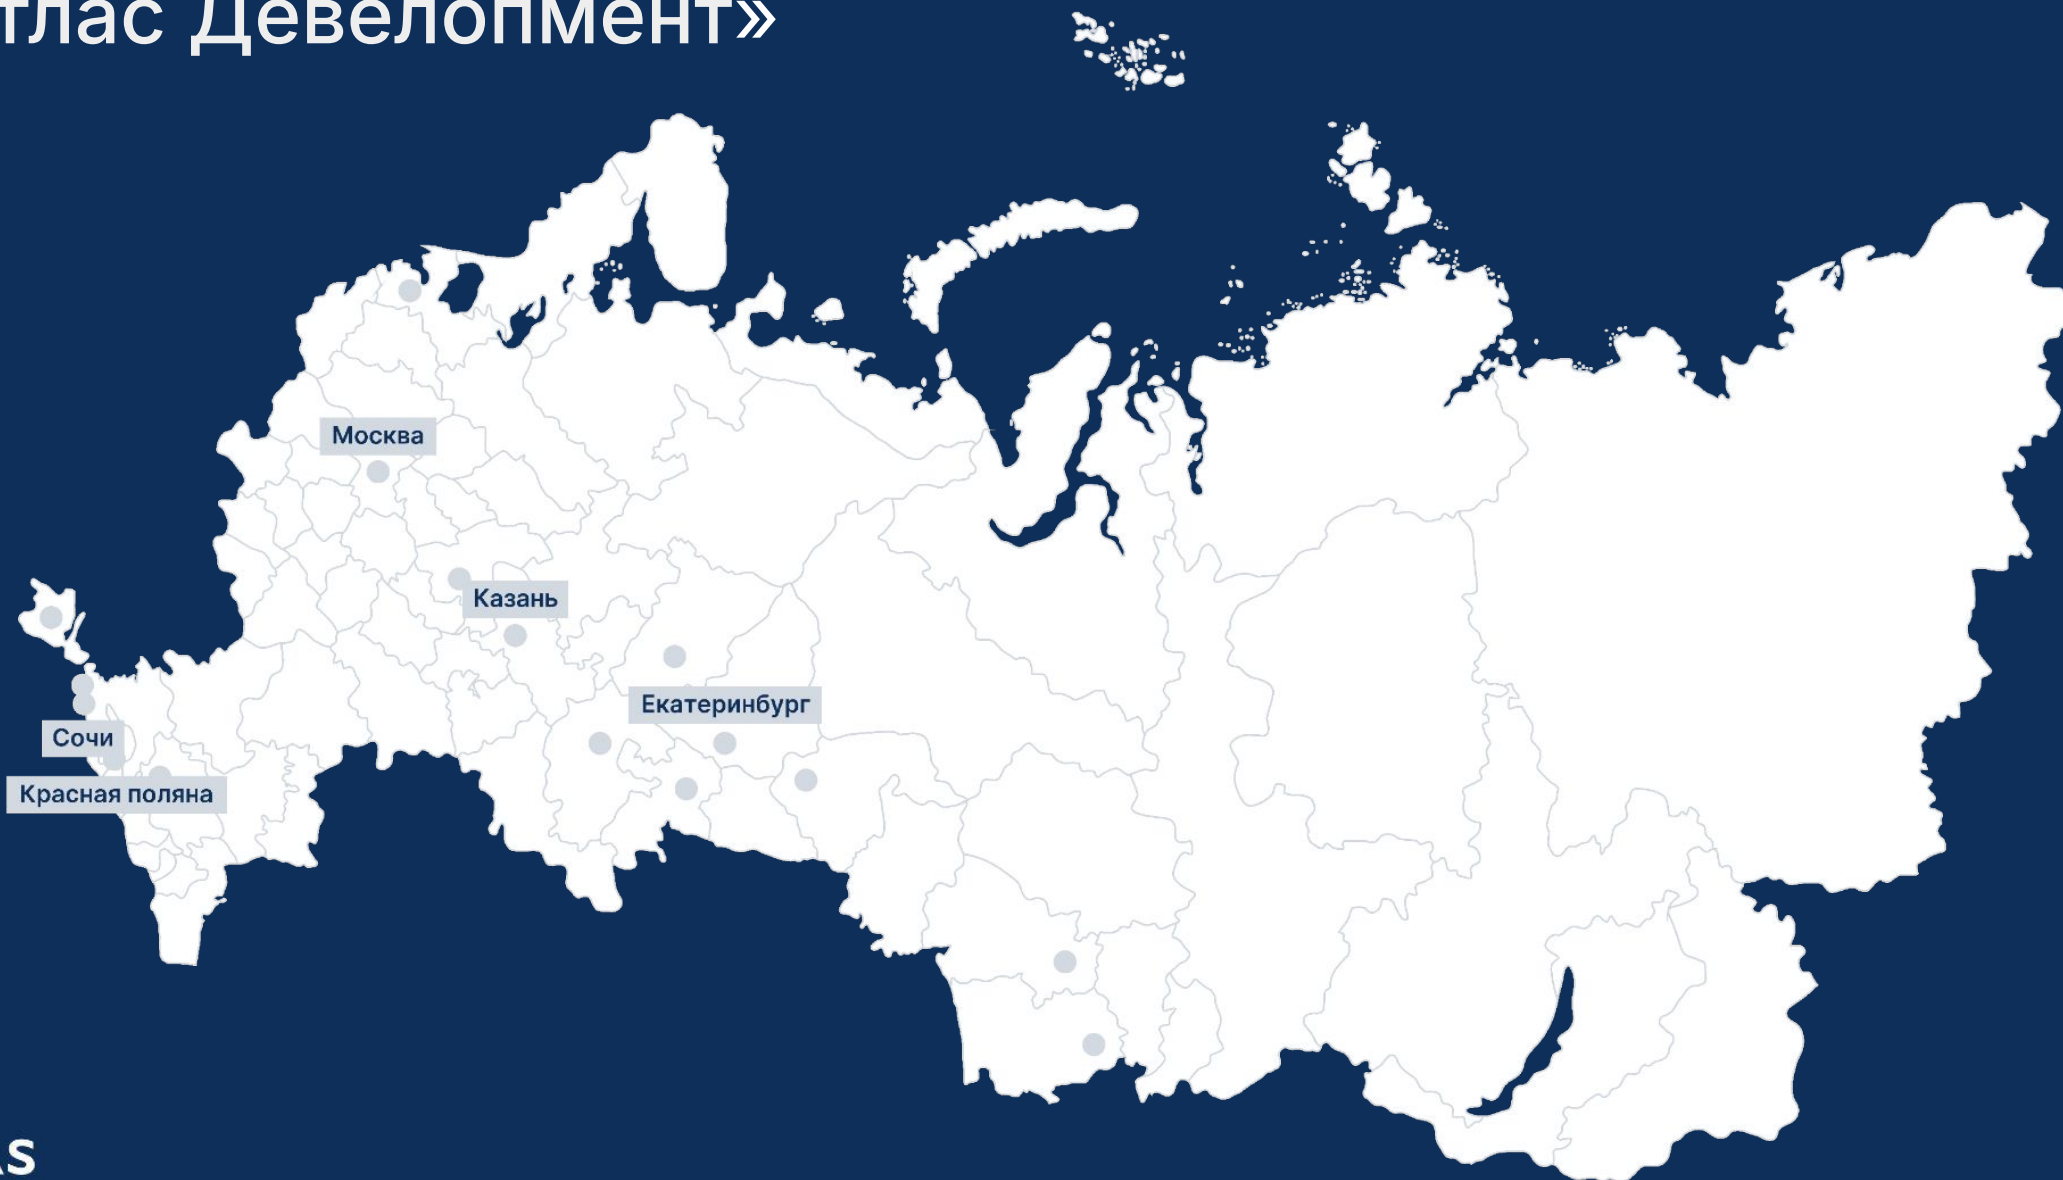 тлас Девелопмент»
Москва
Казань
Екатеринбург
Сочи
Красная поляна
s